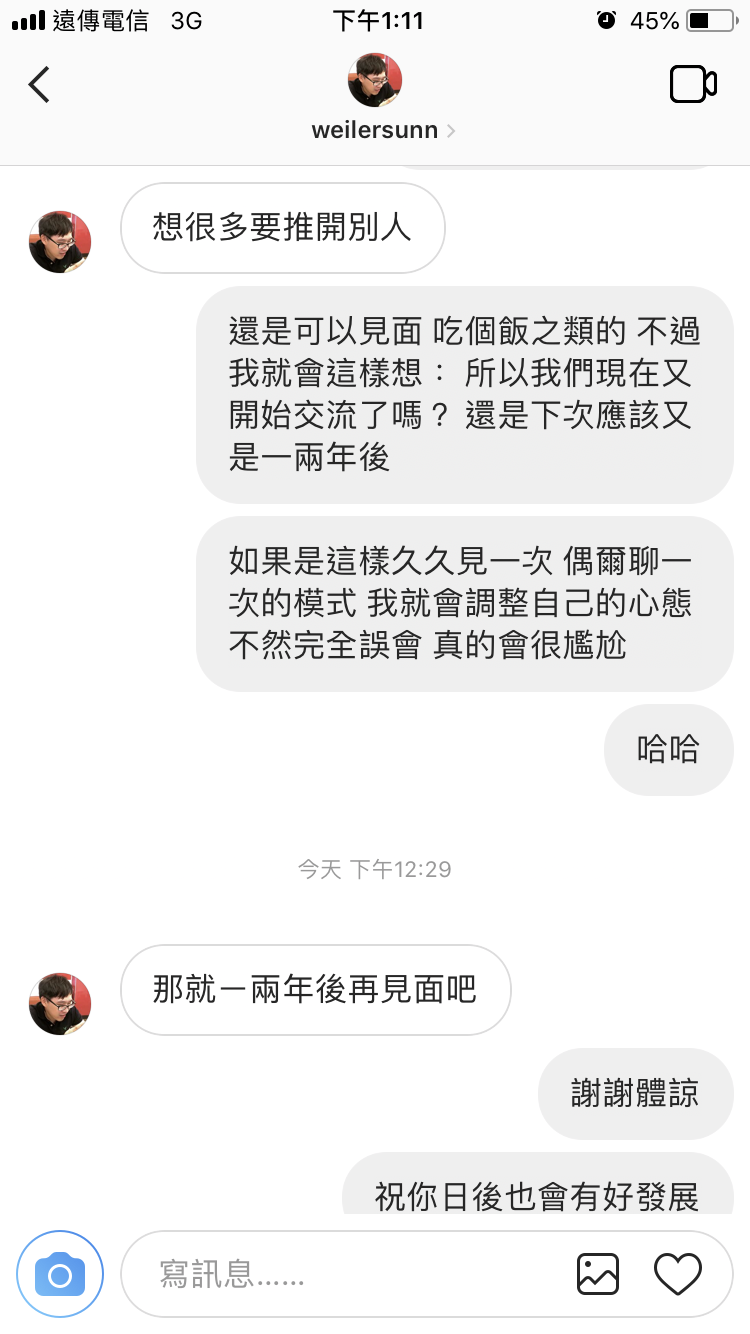 遠傳電信 3G 下午1:11 45%
weilersunn
想很多要推開別人
還是可以見面 吃個飯之類的 不過
我就會這樣想： 所以我們現在又
開始交流了嗎？ 還是下次應該又
是一兩年後
如果是這樣久久見一次 偶爾聊一
次的模式 我就會調整自己的心態
不然完全誤會 真的會很尷尬
哈哈
今天 下午12:29
那就ㄧ兩年後再見面吧
謝謝體諒
祝你日後也會有好發展
寫訊息......